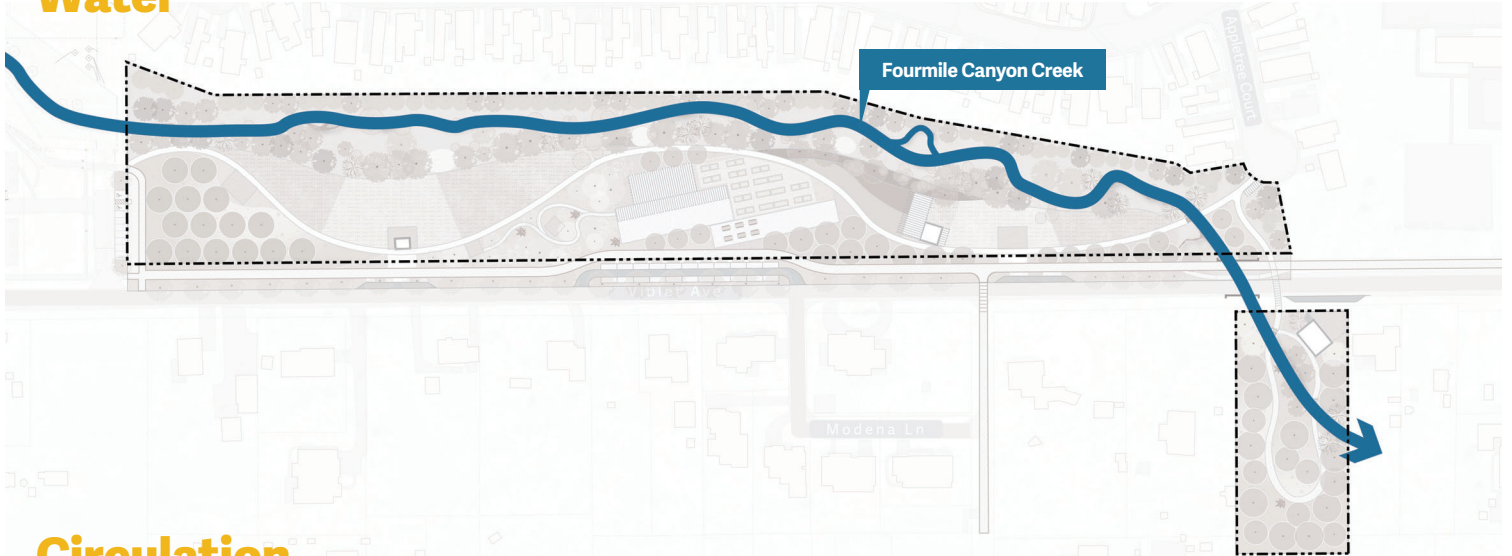 Water
Fourmile Canyon Creek
Appletree Court
Violet Ave
Modena Ln
Circulation